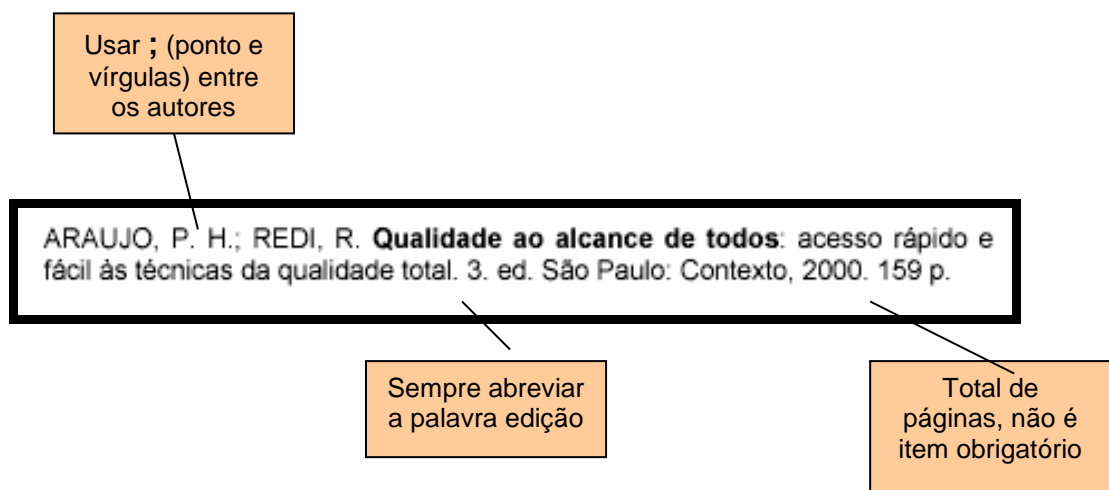 Usar ; (ponto e
vírgulas) entre
os autores
ARAUJO, P. H.; REDI, R. Qualidade ao alcance de todos: acesso rápido e
fácil às técnicas da qualidade total. 3. ed. São Paulo: Contexto, 2000. 159 p.
Sempre abreviar
a palavra edição
Total de
páginas, não é
item obrigatório